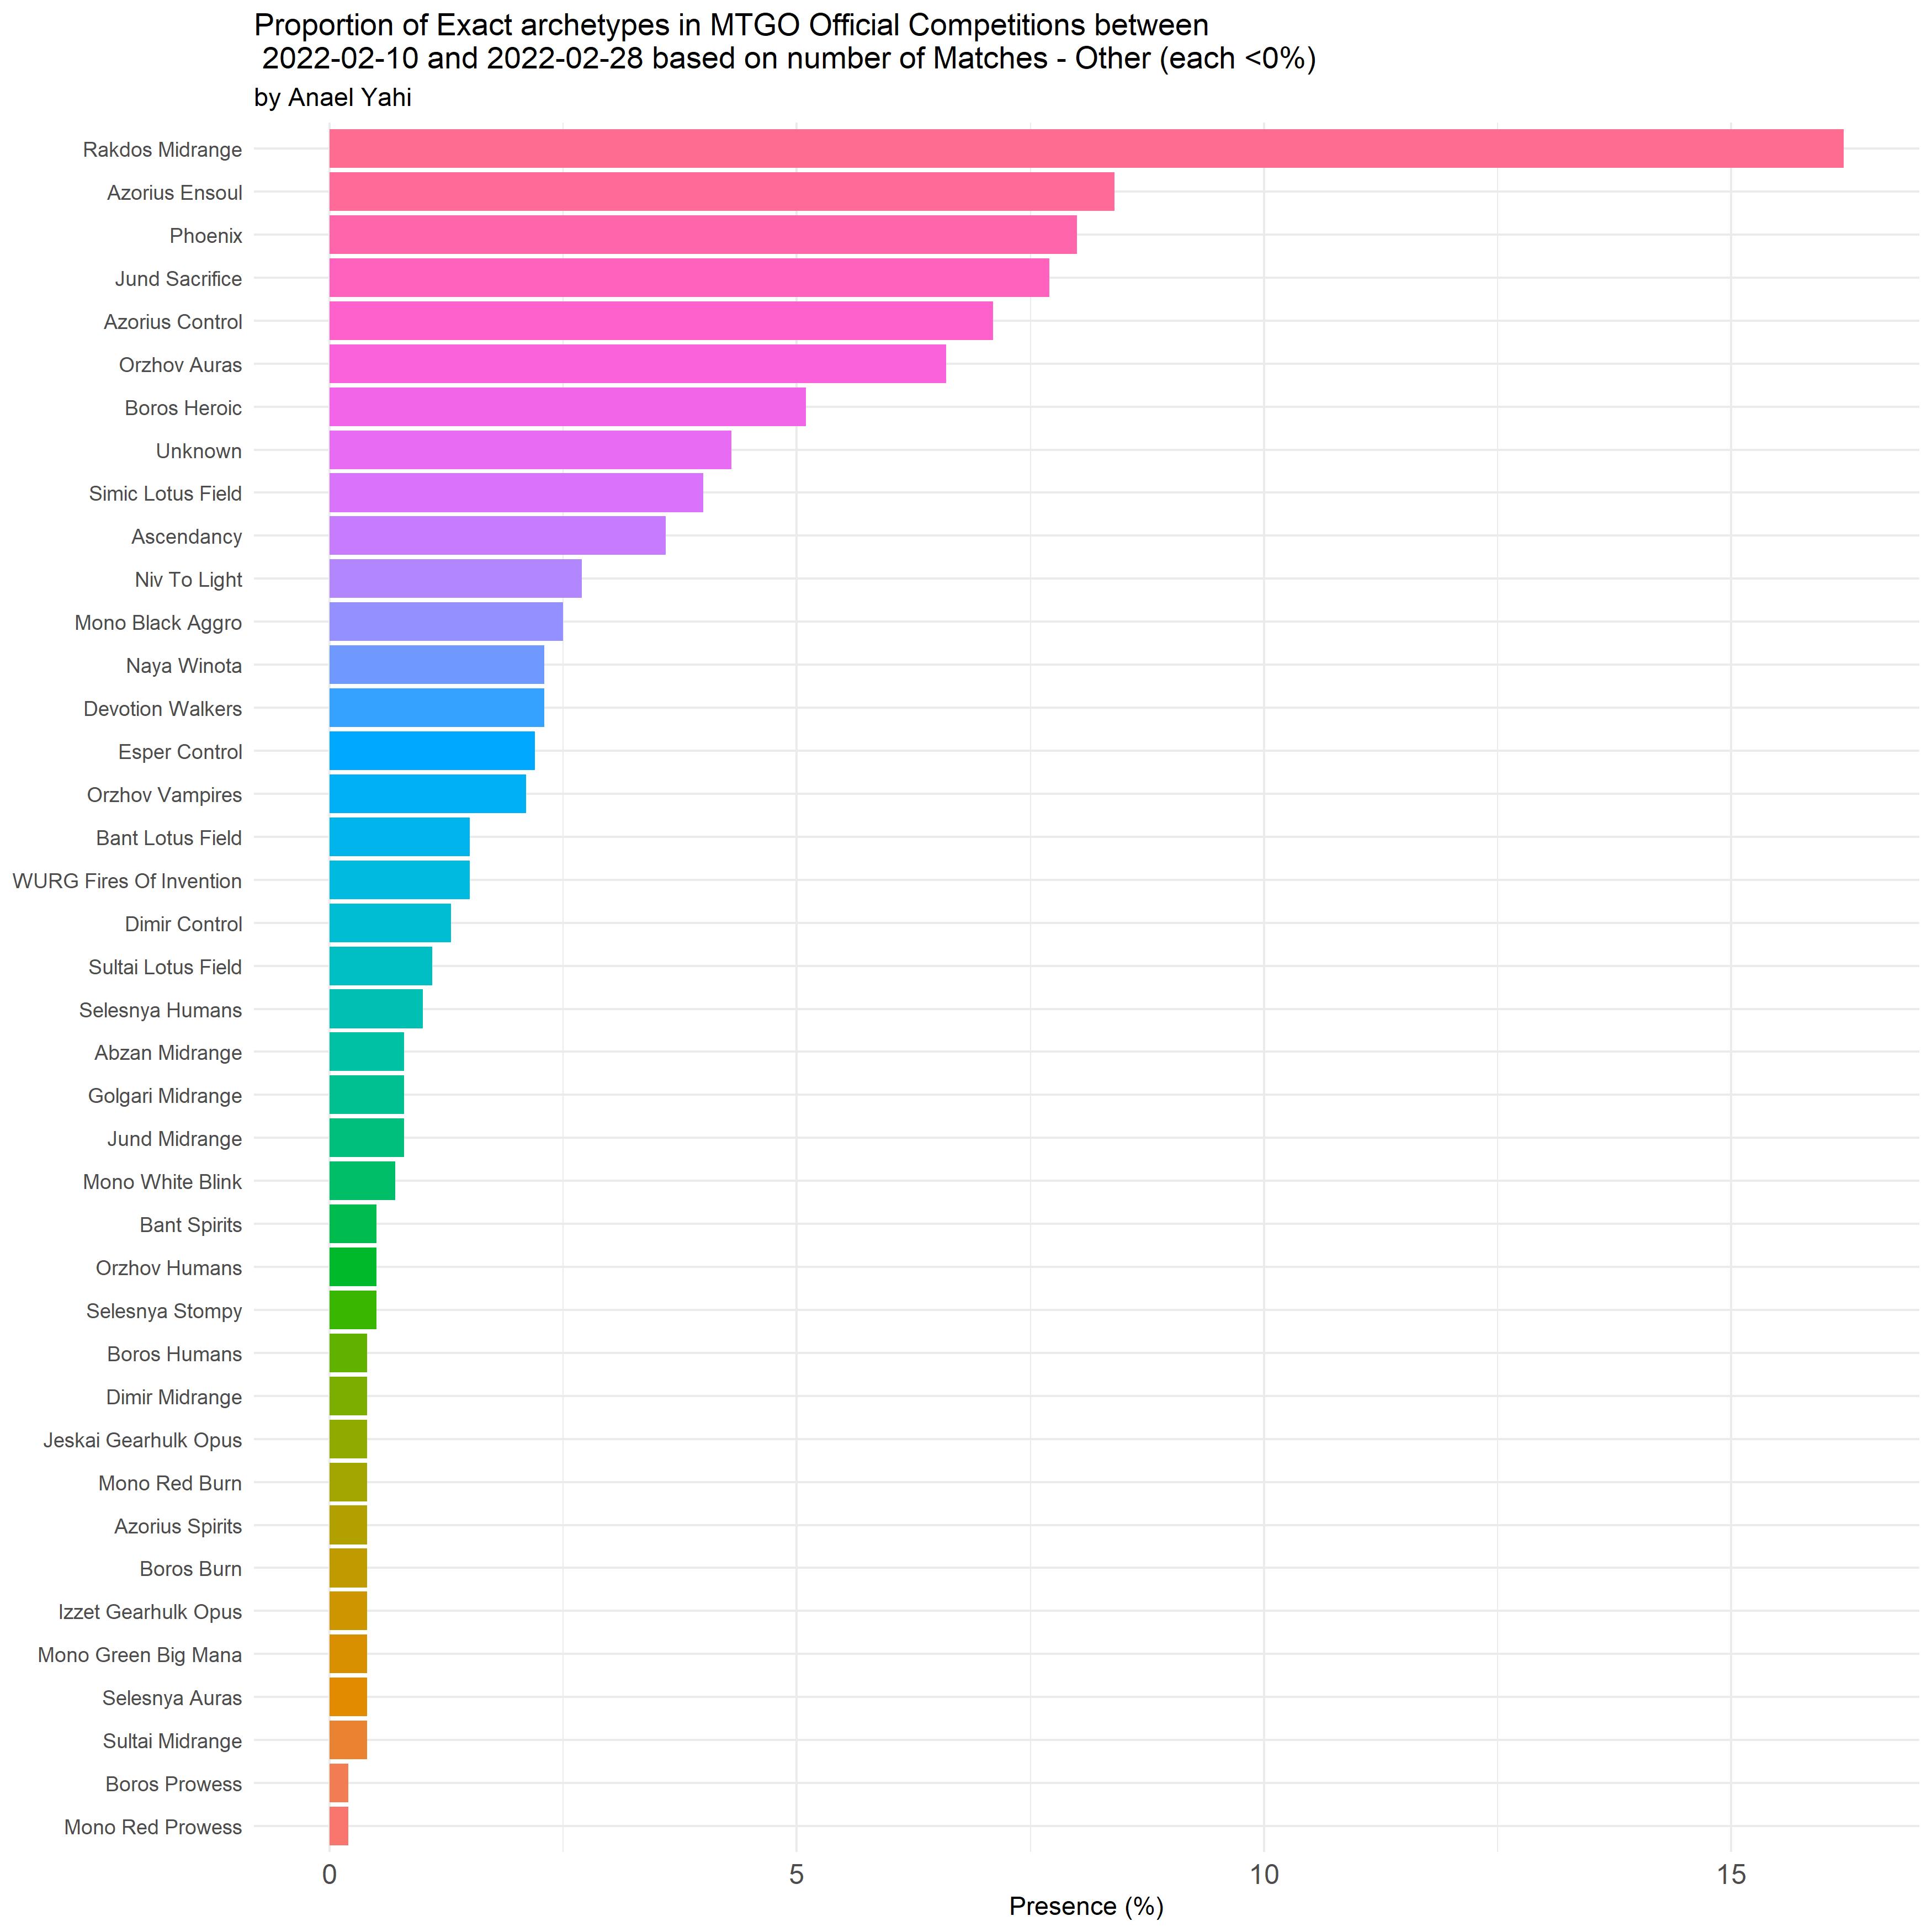 Proportion of Exact archetypes in MTGO Official Competitions between
2022-02-10 and 2022-02-28 based on number of Matches - Other (each <0%)
by Anael Yahi
Rakdos Midrange
Azorius Ensoul
Phoenix
Jund Sacrifice
Azorius Control
Orzhov Auras
Boros Heroic
Unknown
Simic Lotus Field
Ascendancy
Niv To Light
Mono Black Aggro
Naya Winota
Devotion Walkers
Esper Control
Orzhov Vampires
Bant Lotus Field
WURG Fires Of Invention
Dimir Control
Sultai Lotus Field
Selesnya Humans
Abzan Midrange
Golgari Midrange
Jund Midrange
Mono White Blink
Bant Spirits
Orzhov Humans
Selesnya Stompy
Boros Humans
Dimir Midrange
Jeskai Gearhulk Opus
Mono Red Burn
Azorius Spirits
Boros Burn
Izzet Gearhulk Opus
Mono Green Big Mana
Selesnya Auras
Sultai Midrange
Boros Prowess
Mono Red Prowess
0 5 10 15
Presence (%)